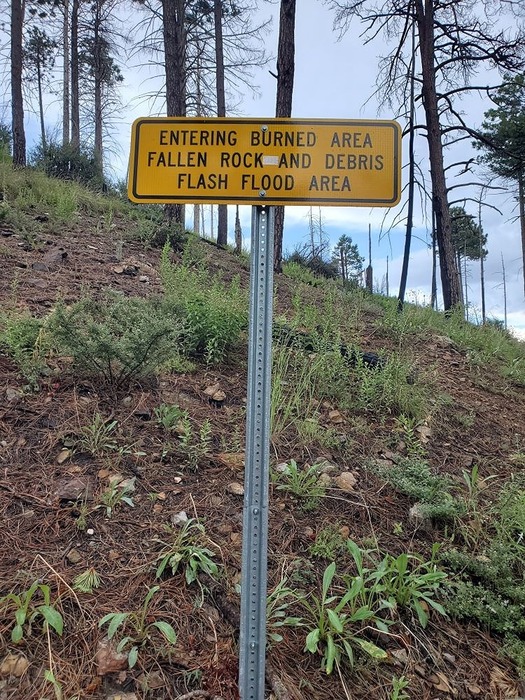 ENTERING BURNED AREA
FALLEN ROCK AND DEBRIS
FLASH FLOOD AREA